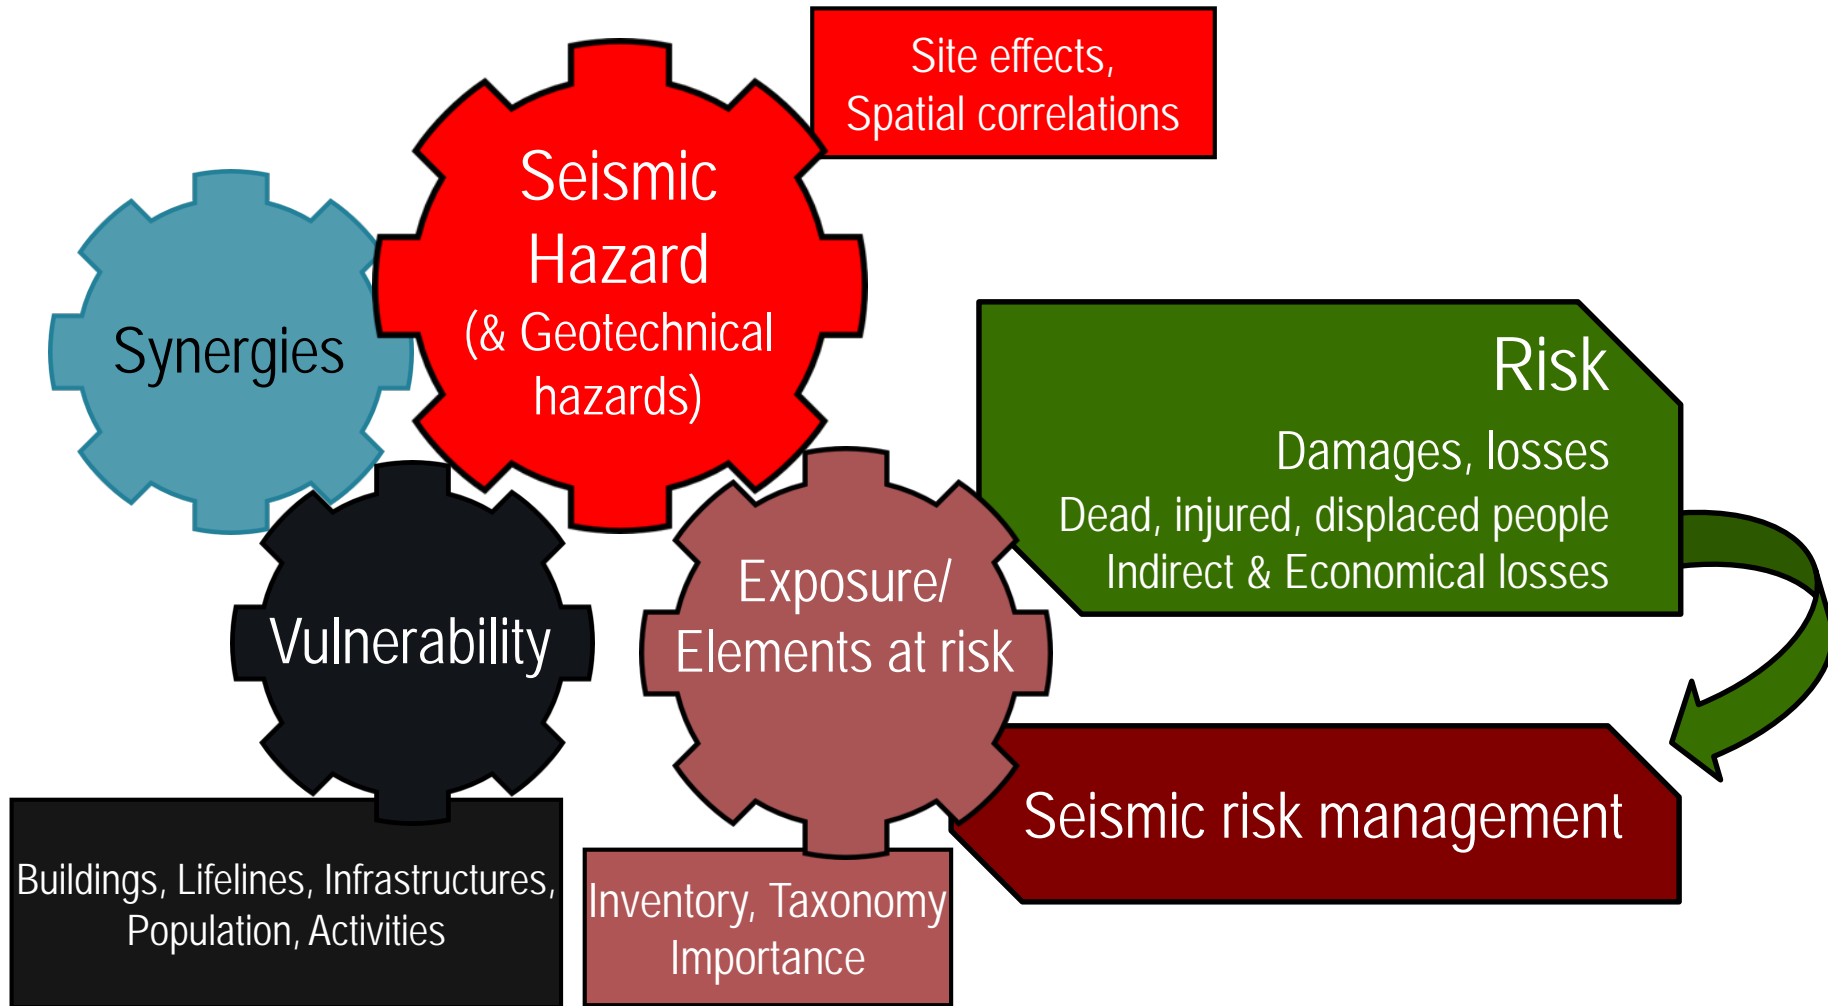 Site effects,
Spatial correlations
Seismic
Hazard
(& Geotechnical
hazards)
Synergies
Risk
Damages, losses
Dead, injured, displaced people
Indirect & Economical losses
Vulnerability
Exposure/
Elements at risk
Seismic risk management
Buildings, Lifelines, Infrastructures,
Population, Activities
Inventory, Taxonomy
Importance